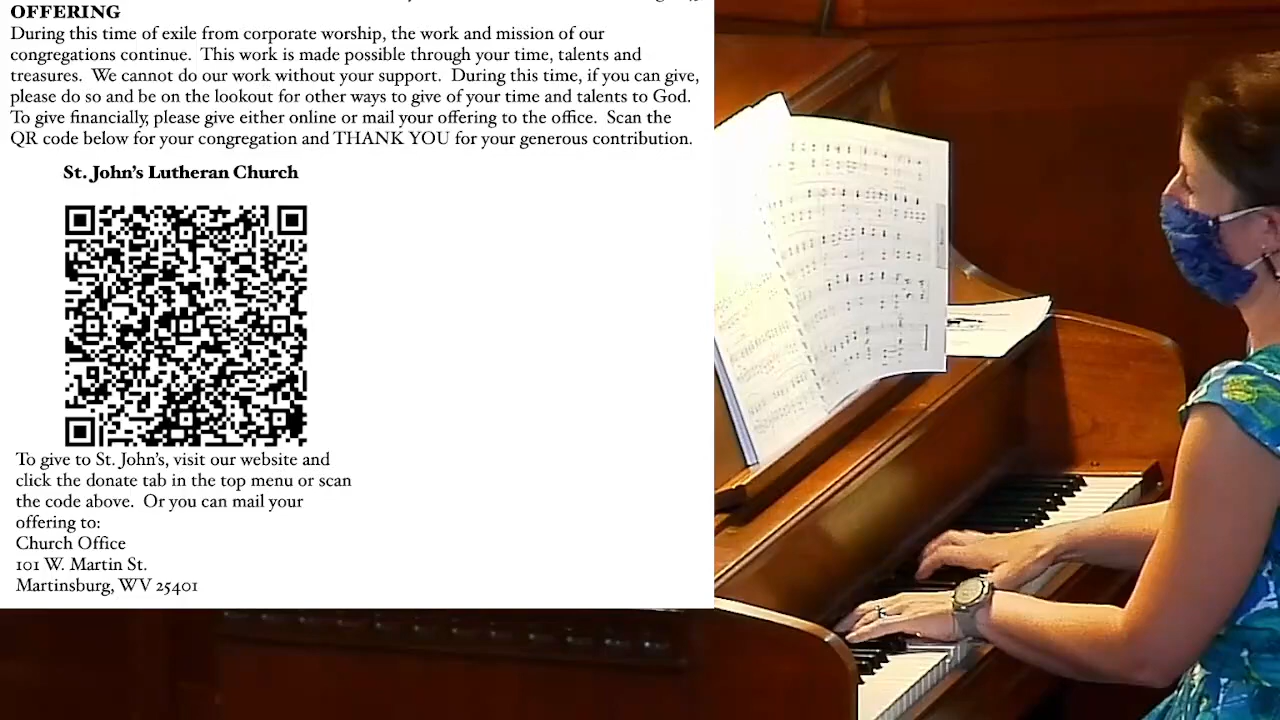 OFFERING
During this time of exile from corporate worship, the work and mission of our
congregations continue.  This work is made possible through your time, talents and
treasures.  We cannot do our work without your support.  During this time, if you can give,
please do so and be on the lookout for other ways to give of your time and talents to God.
To give financially, please give either online or mail your offering to the office.  Scan the
QR code below for your congregation and THANK YOU for your generous contribution.
St. John's Lutheran Church
To give to St. John's, visit our website and
click the donate tab in the top menu or scan
the code above.  Or you can mail your
offering to:
Church Office
101 W. Martin St.
Martinsburg, WV 25401